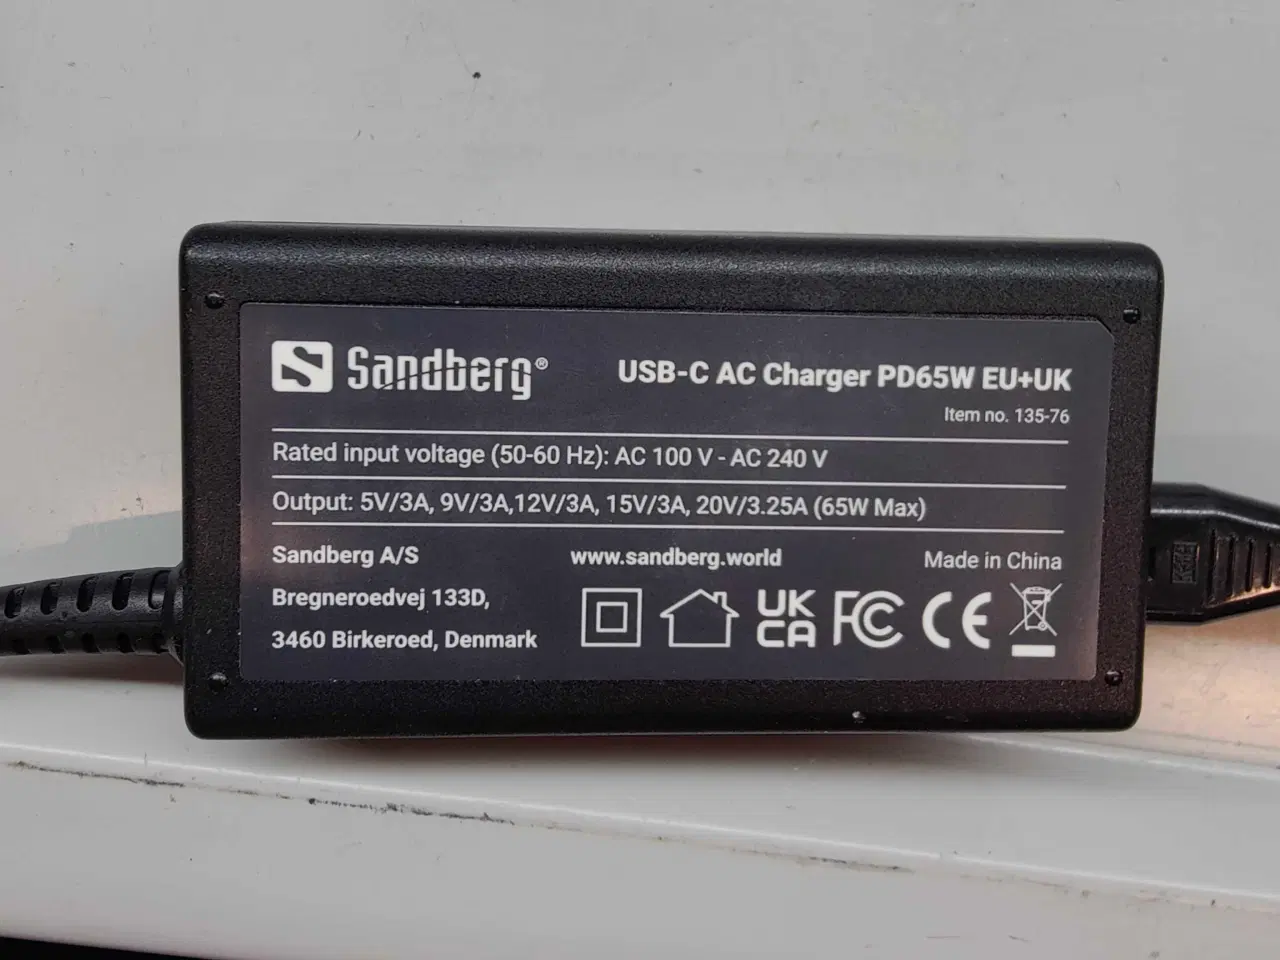 Sandberg®
USB-C AC Charger PD65W EU+UK
Item no. 135-76
Rated input voltage (50-60 Hz): AC 100 V - AC 240 V
Output: 5V/3A, 9V/3A,12V/3A, 15V/3A, 20V/3.25A (65W Max)
Sandberg A/S
www.sandberg.world
Made in China
Bregneroedvej 133D,
3460 Birkeroed, Denmark
UK
CA
FC
CE